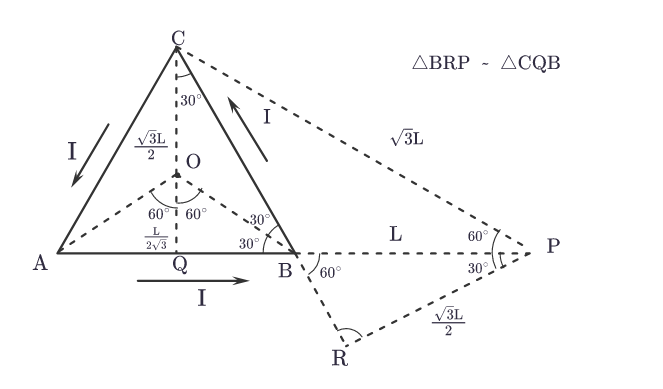 C
△BRP ~ △CQB
30°
I
√3L
I
√3L/2
O
60° 60°
30°
L/2√3
30°
L
60°
P
A
Q
B
60°
30°
I
√3L/2
R